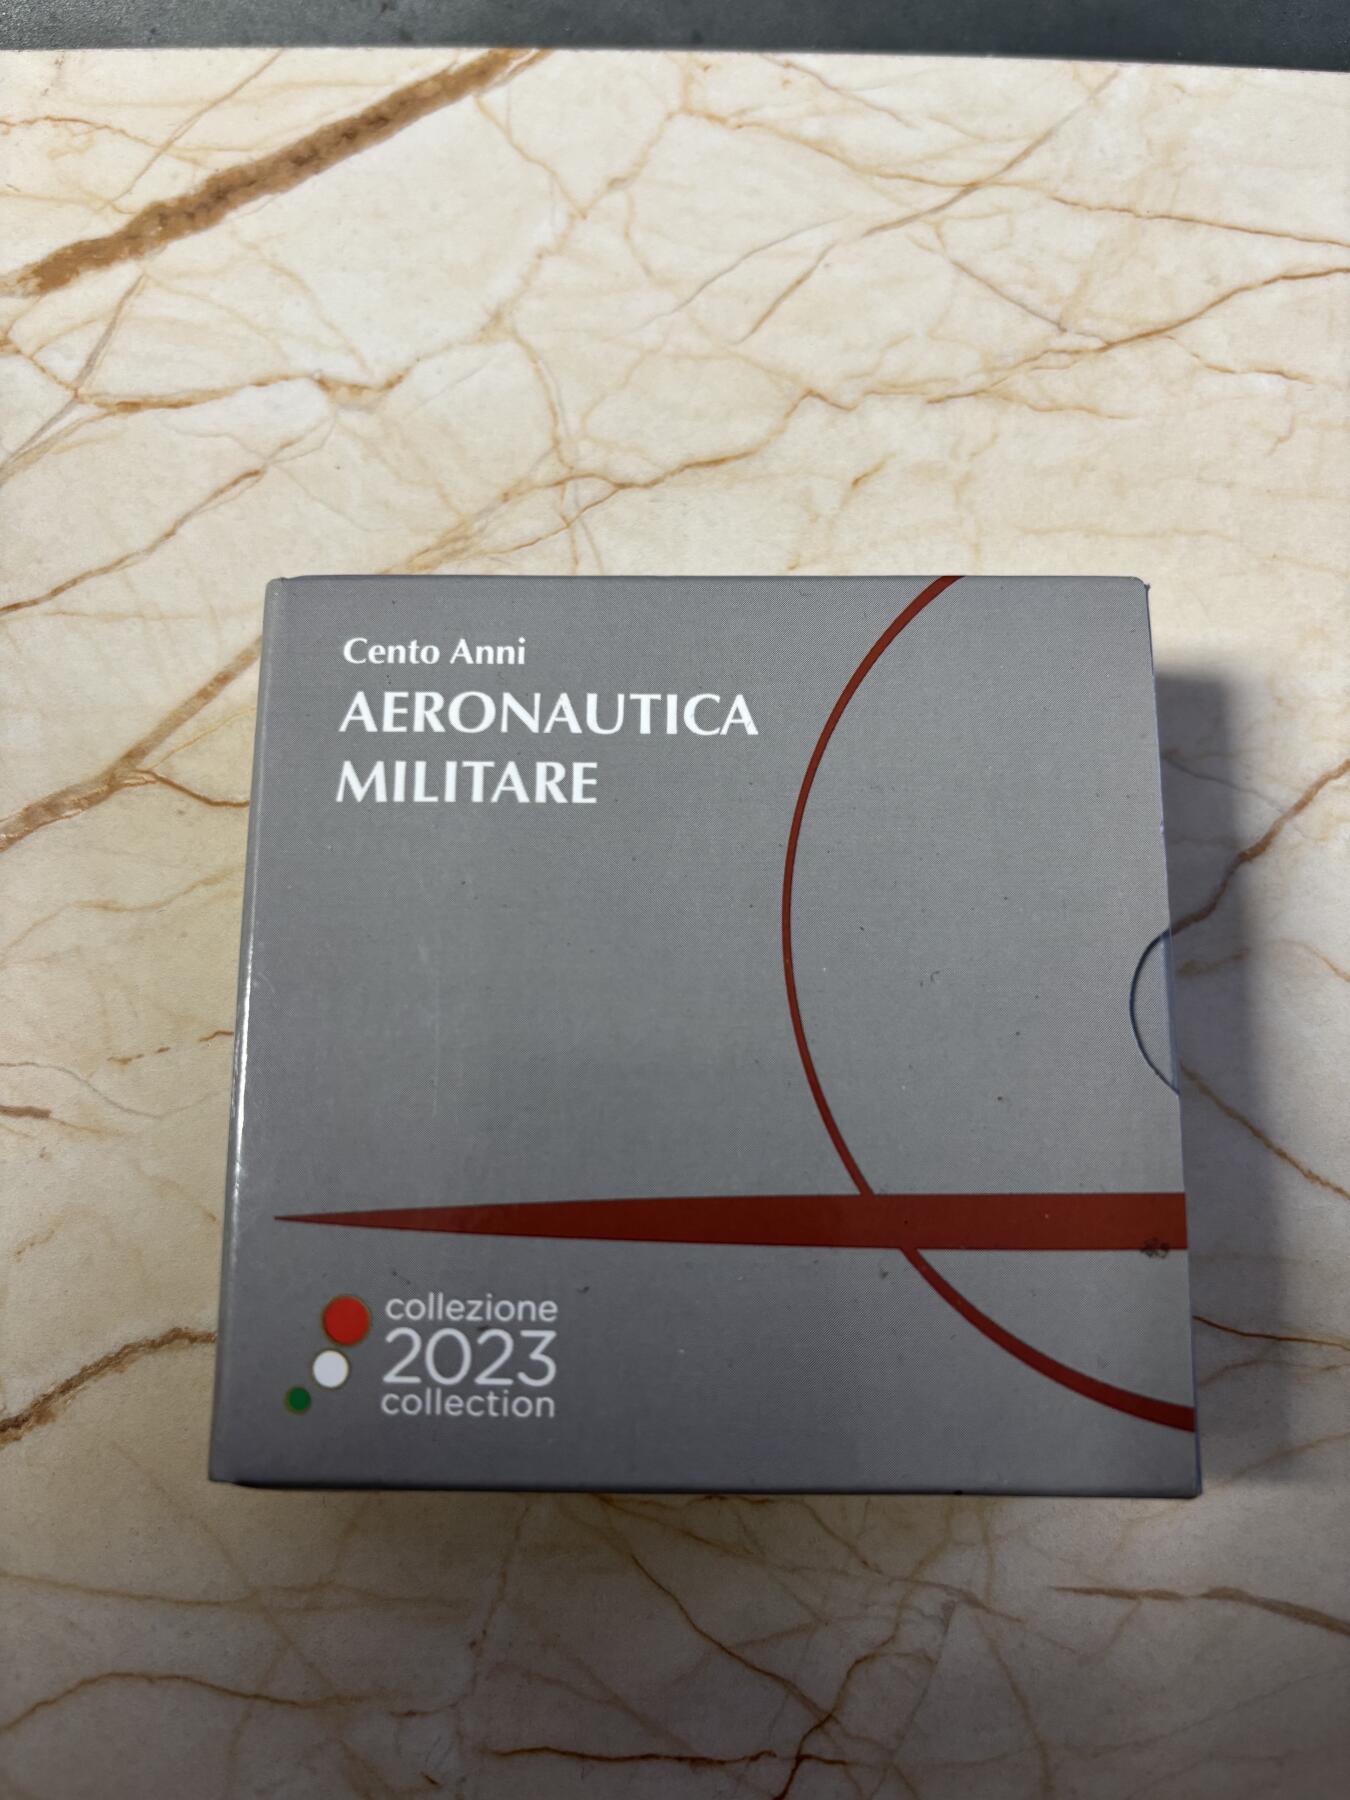 Cento Anni
AERONAUTICA
MILITARE
collezione
2023
collection